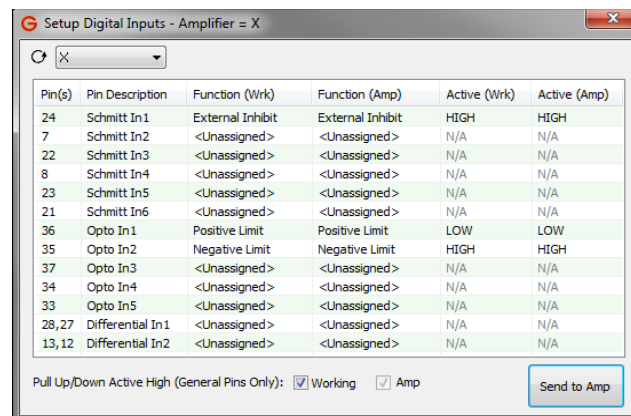 G Setup Digital Inputs - Amplifier = X
X
Pin(s) Pin Description Function (Wrk) Function (Amp) Active (Wrk) Active (Amp)
24 Schmitt In1 External Inhibit External Inhibit HIGH HIGH
7 Schmitt In2 <Unassigned> <Unassigned> N/A N/A
22 Schmitt In3 <Unassigned> <Unassigned> N/A N/A
8 Schmitt In4 <Unassigned> <Unassigned> N/A N/A
23 Schmitt In5 <Unassigned> <Unassigned> N/A N/A
21 Schmitt In6 <Unassigned> <Unassigned> N/A N/A
36 Opto In1 Positive Limit Positive Limit LOW LOW
35 Opto In2 Negative Limit Negative Limit HIGH HIGH
37 Opto In3 <Unassigned> <Unassigned> N/A N/A
34 Opto In4 <Unassigned> <Unassigned> N/A N/A
33 Opto In5 <Unassigned> <Unassigned> N/A N/A
28,27 Differential In1 <Unassigned> <Unassigned> N/A N/A
13,12 Differential In2 <Unassigned> <Unassigned> N/A N/A
Pull Up/Down Active High (General Pins Only): Working Amp
Send to Amp